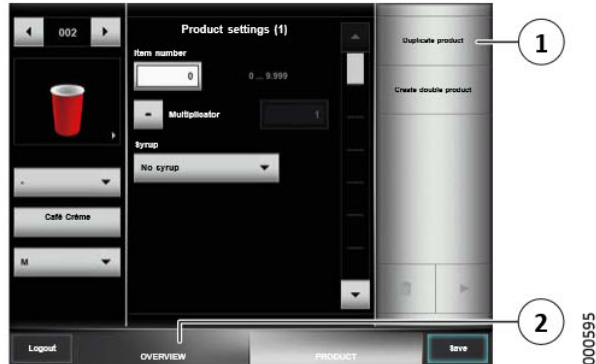 002
Product settings (1)
Item number
0
0 ... 9.999
-
Multiplicator
1
Syrup
No syrup
-
Café Crème
M
Duplicate product
Create double product
1
2
Logout
OVERVIEW
PRODUCT
Save
000595